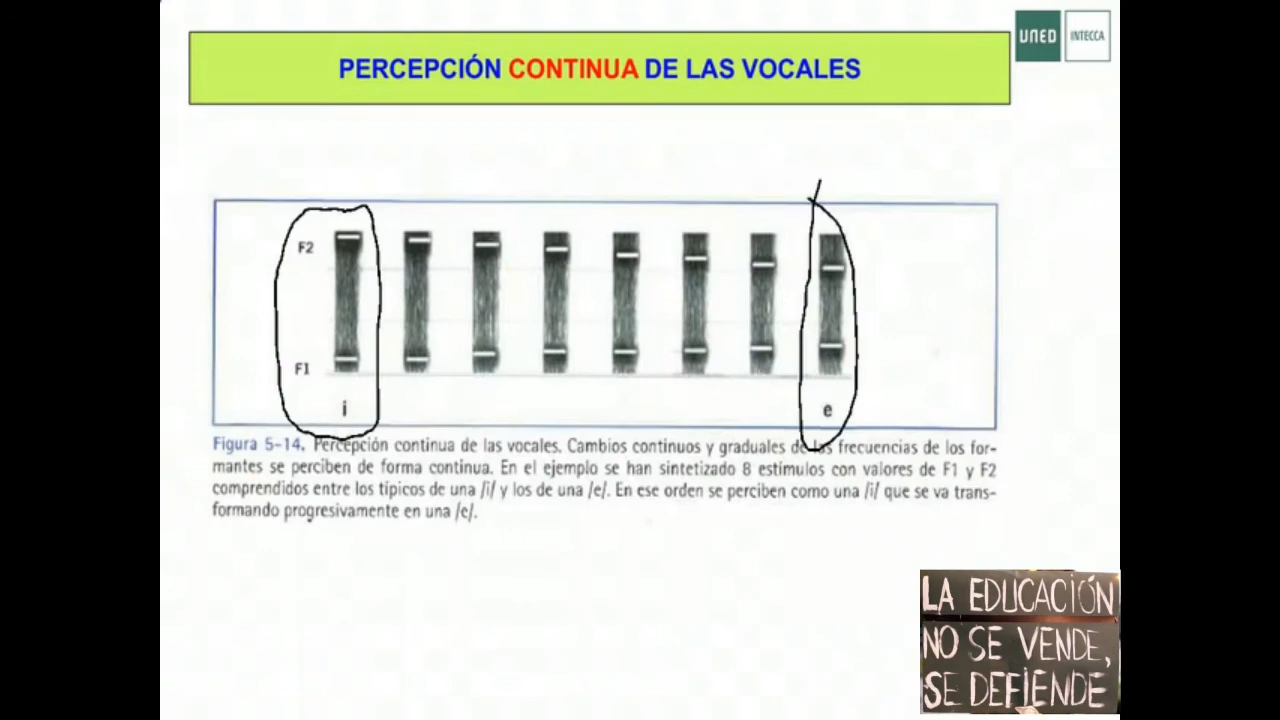 UNED INTECCA
PERCEPCIÓN CONTINUA DE LAS VOCALES
F2
F1
i e
Figura 5-14. Percepción continua de las vocales. Cambios continuos y graduales de las frecuencias de los for-
mantes se perciben de forma continua. En el ejemplo se han sintetizado 8 estímulos con valores de F1 y F2
comprendidos entre los típicos de una /i/ y los de una /e/. En ese orden se perciben como una /i/ que se va trans-
formando progresivamente en una /e/.
LA EDUCACIÓN
NO SE VENDE,
SE DEFIENDE